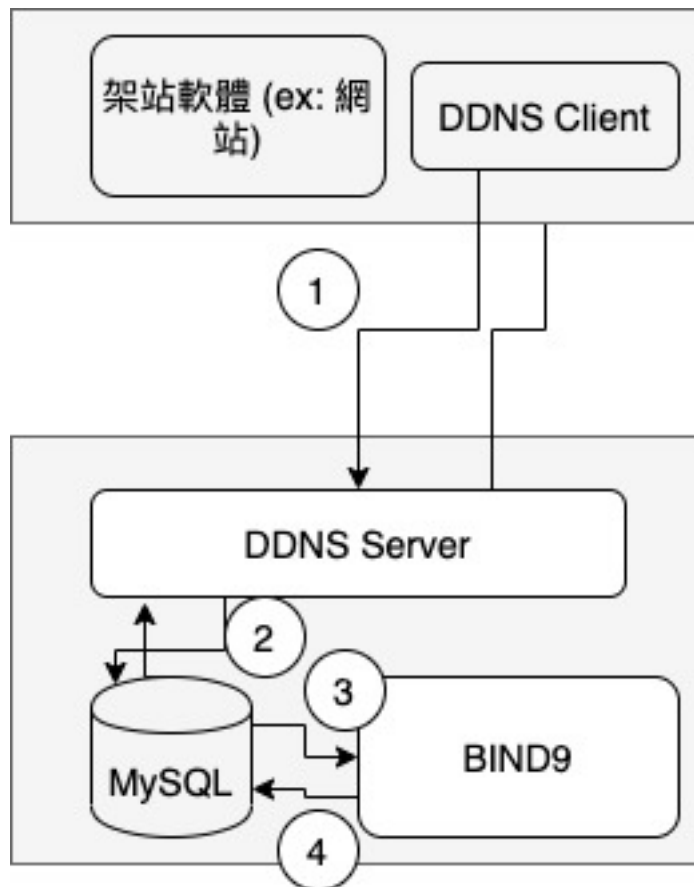 架站軟體 (ex: 網
站)
DDNS Client
1
DDNS Server
2
3
MySQL
BIND9
4